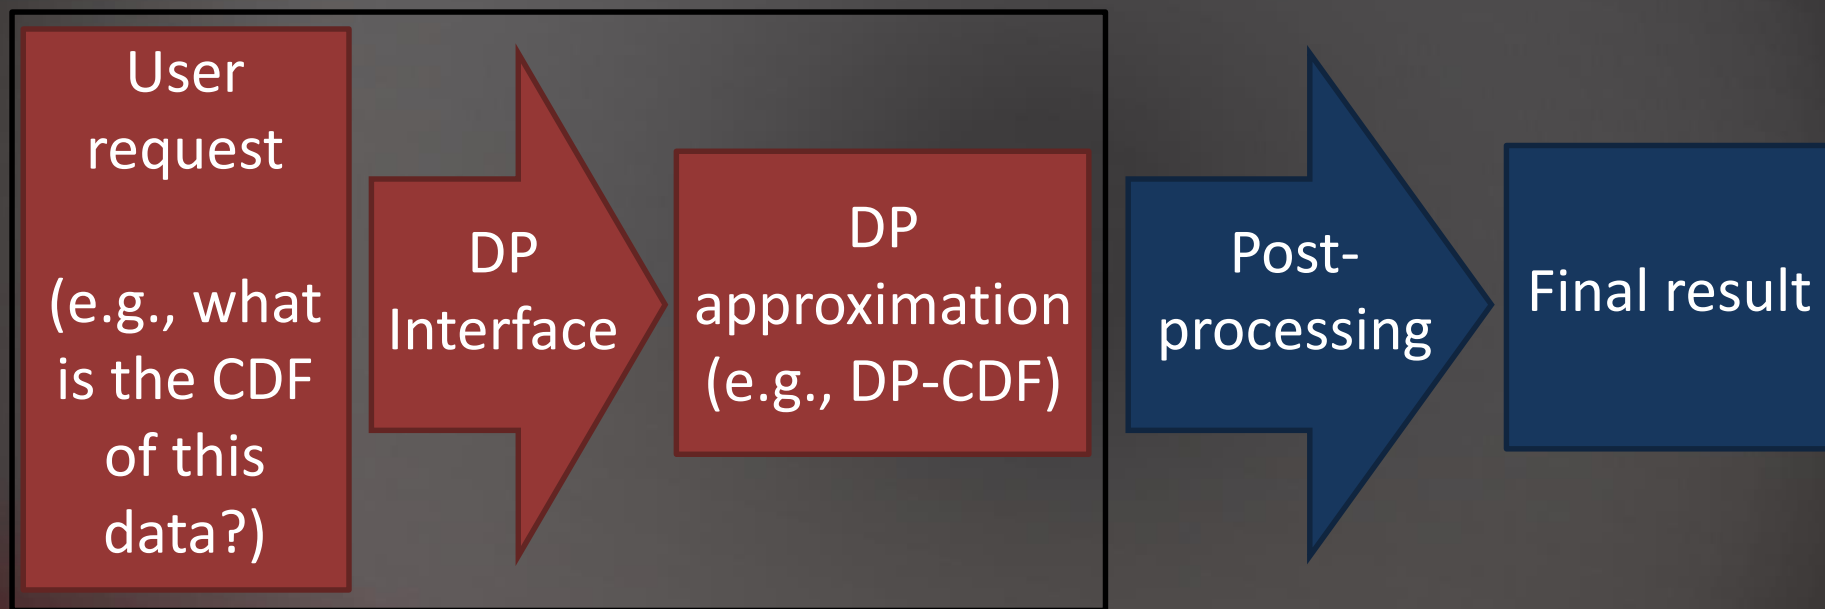 User
request
(e.g., what
is the CDF
of this
data?)
DP
Interface
DP
approximation
(e.g., DP-CDF)
Post-
processing
Final result